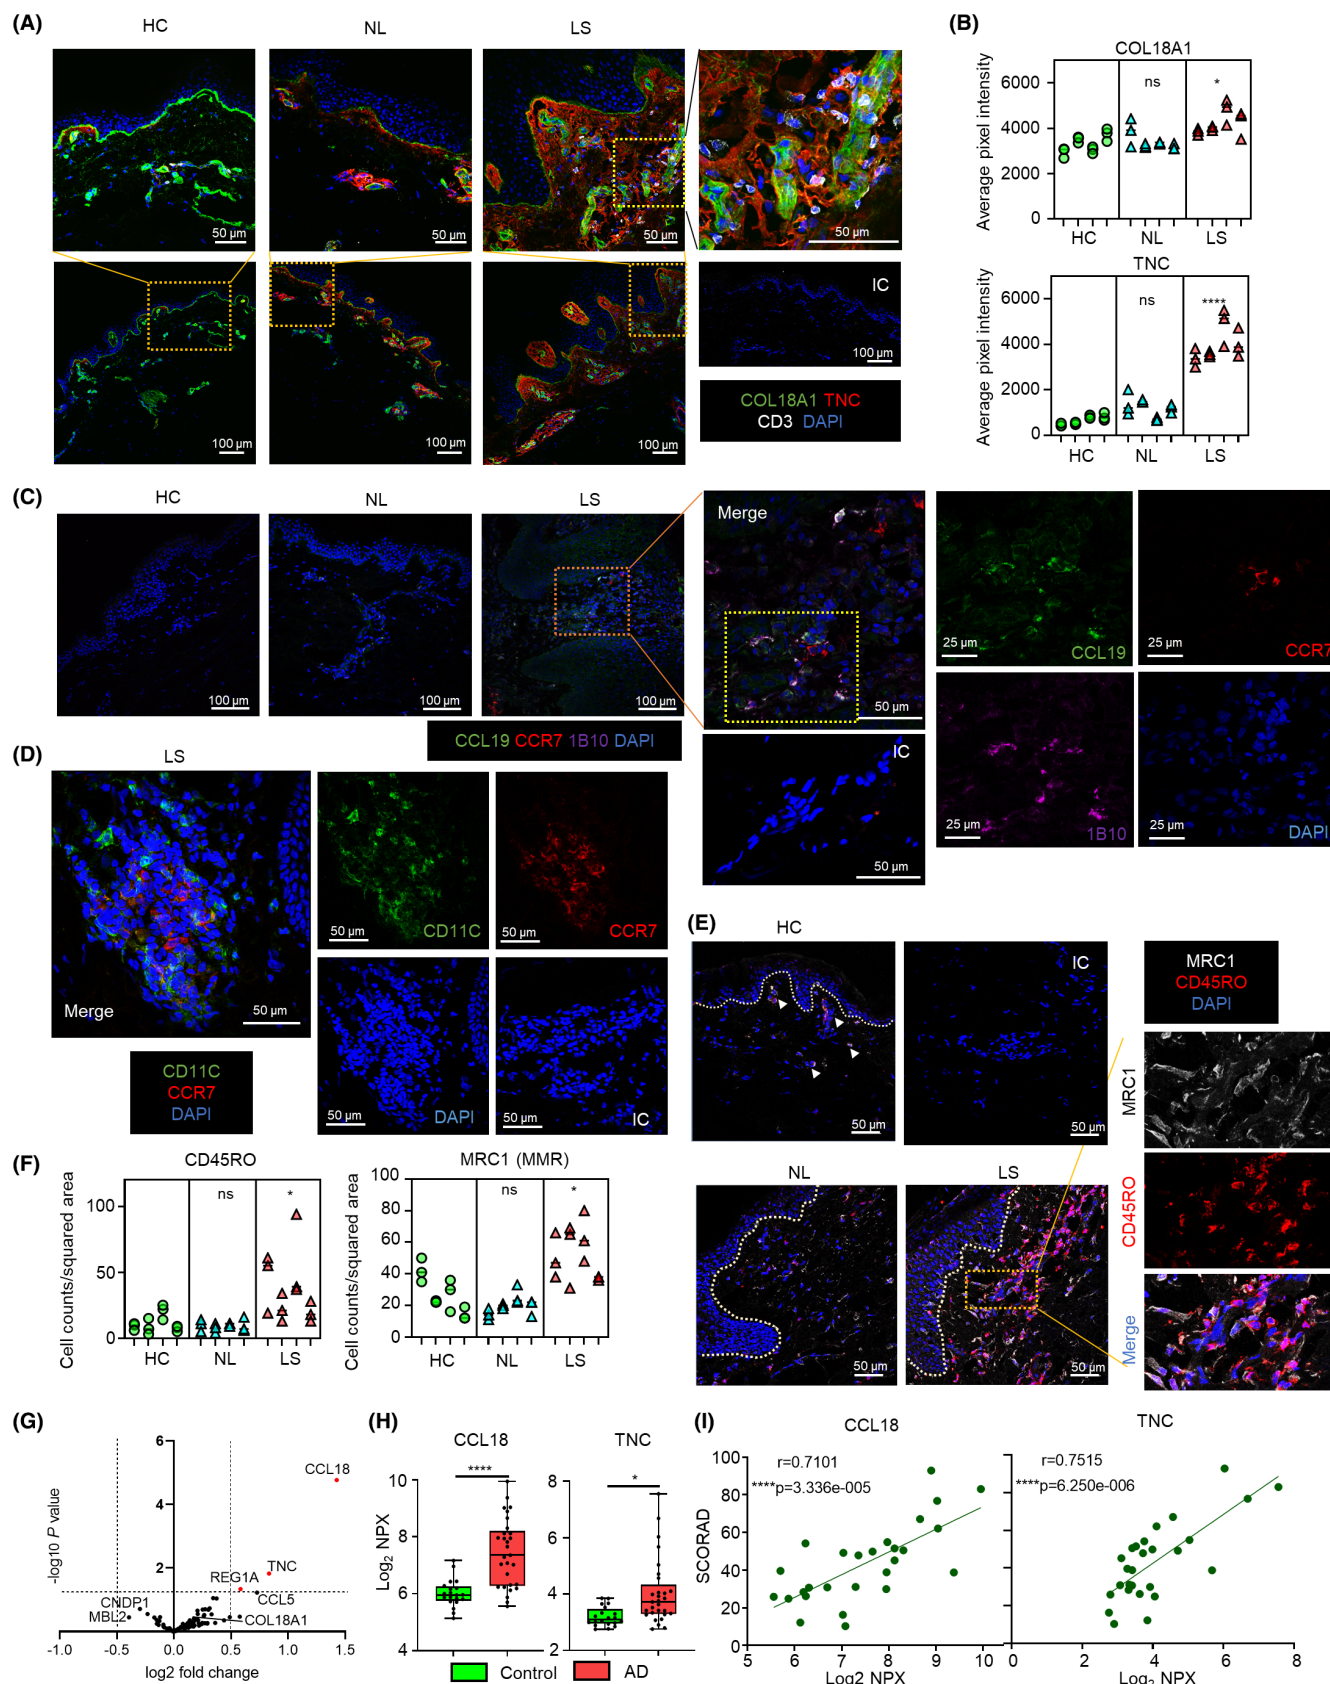 (A)
HC
NL
LS
50 µm
50 µm
50 µm
50 µm
100 µm
100 µm
100 µm
IC
100 µm
COL18A1 TNC
CD3 DAPI
(B)
COL18A1
Average pixel intensity
6000
4000
2000
0
ns
*
HC
NL
LS
TNC
Average pixel intensity
6000
4000
2000
0
ns
****
HC
NL
LS
(C)
HC
NL
LS
100 µm
100 µm
100 µm
Merge
50 µm
IC
50 µm
25 µm
CCL19
25 µm
CCR7
25 µm
1B10
25 µm
DAPI
CCL19 CCR7 1B10 DAPI
(D)
LS
Merge
50 µm
50 µm
CD11C
50 µm
CCR7
50 µm
DAPI
50 µm
IC
CD11C
CCR7
DAPI
(E)
HC
50 µm
IC
50 µm
MRC1
CD45RO
DAPI
NL
50 µm
LS
50 µm
MRC1
CD45RO
Merge
(F)
CD45RO
Cell counts/squared area
100
50
0
ns
*
HC
NL
LS
MRC1 (MMR)
Cell counts/squared area
100
80
60
40
20
0
ns
*
HC
NL
LS
(G)
-log10 P value
6
4
2
0
CCL18
TNC
REG1A
CCL5
COL18A1
CNDP1
MBL2
-1.0
-0.5
0.0
0.5
1.0
1.5
log2 fold change
(H)
CCL18
****
Log2 NPX
10
8
6
4
TNC
*
8
6
4
2
Control
AD
(I)
CCL18
r=0.7101
****p=3.336e-005
SCORAD
100
80
60
40
20
0
5
6
7
8
9
10
Log2 NPX
TNC
r=0.7515
****p=6.250e-006
0
2
4
6
8
Log2 NPX